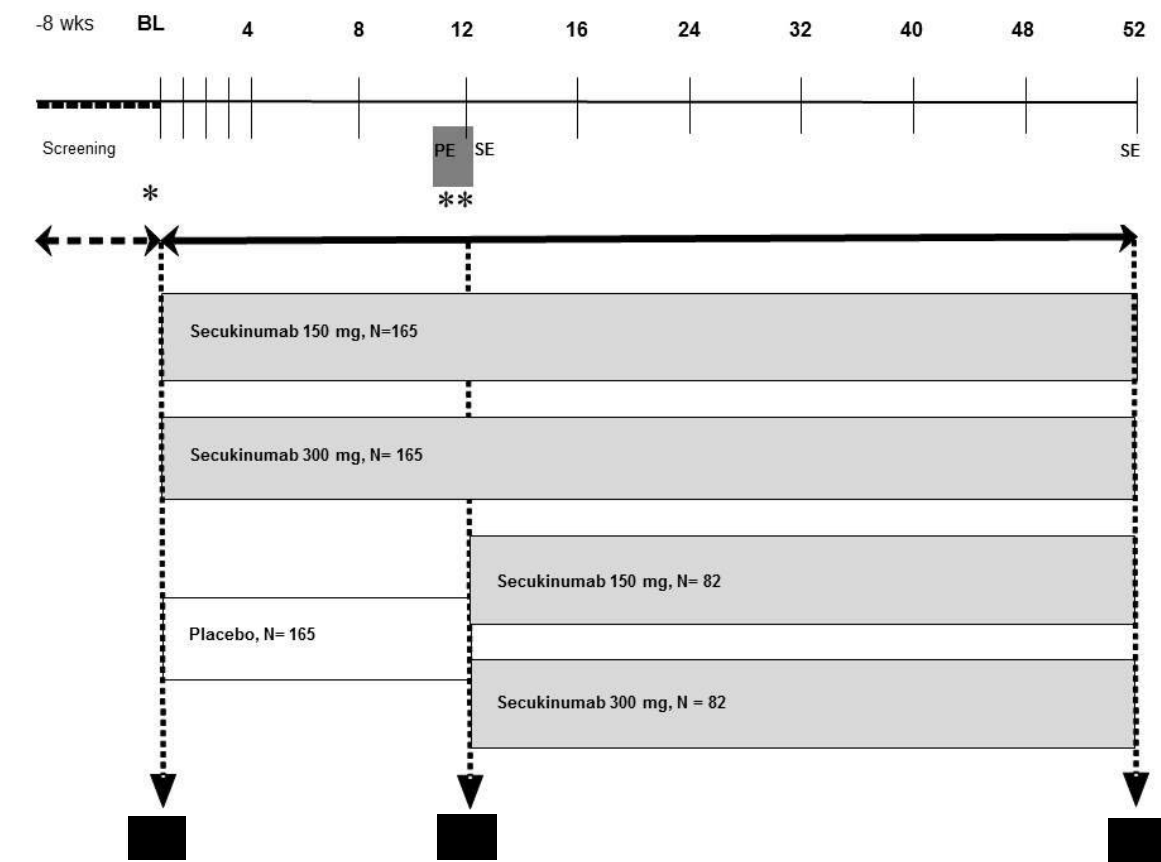 -8 wks BL 4 8 12 16 24 32 40 48 52
Screening PE SE SE
* **
Secukinumab 150 mg, N=165
Secukinumab 300 mg, N= 165
Secukinumab 150 mg, N= 82
Placebo, N= 165
Secukinumab 300 mg, N = 82